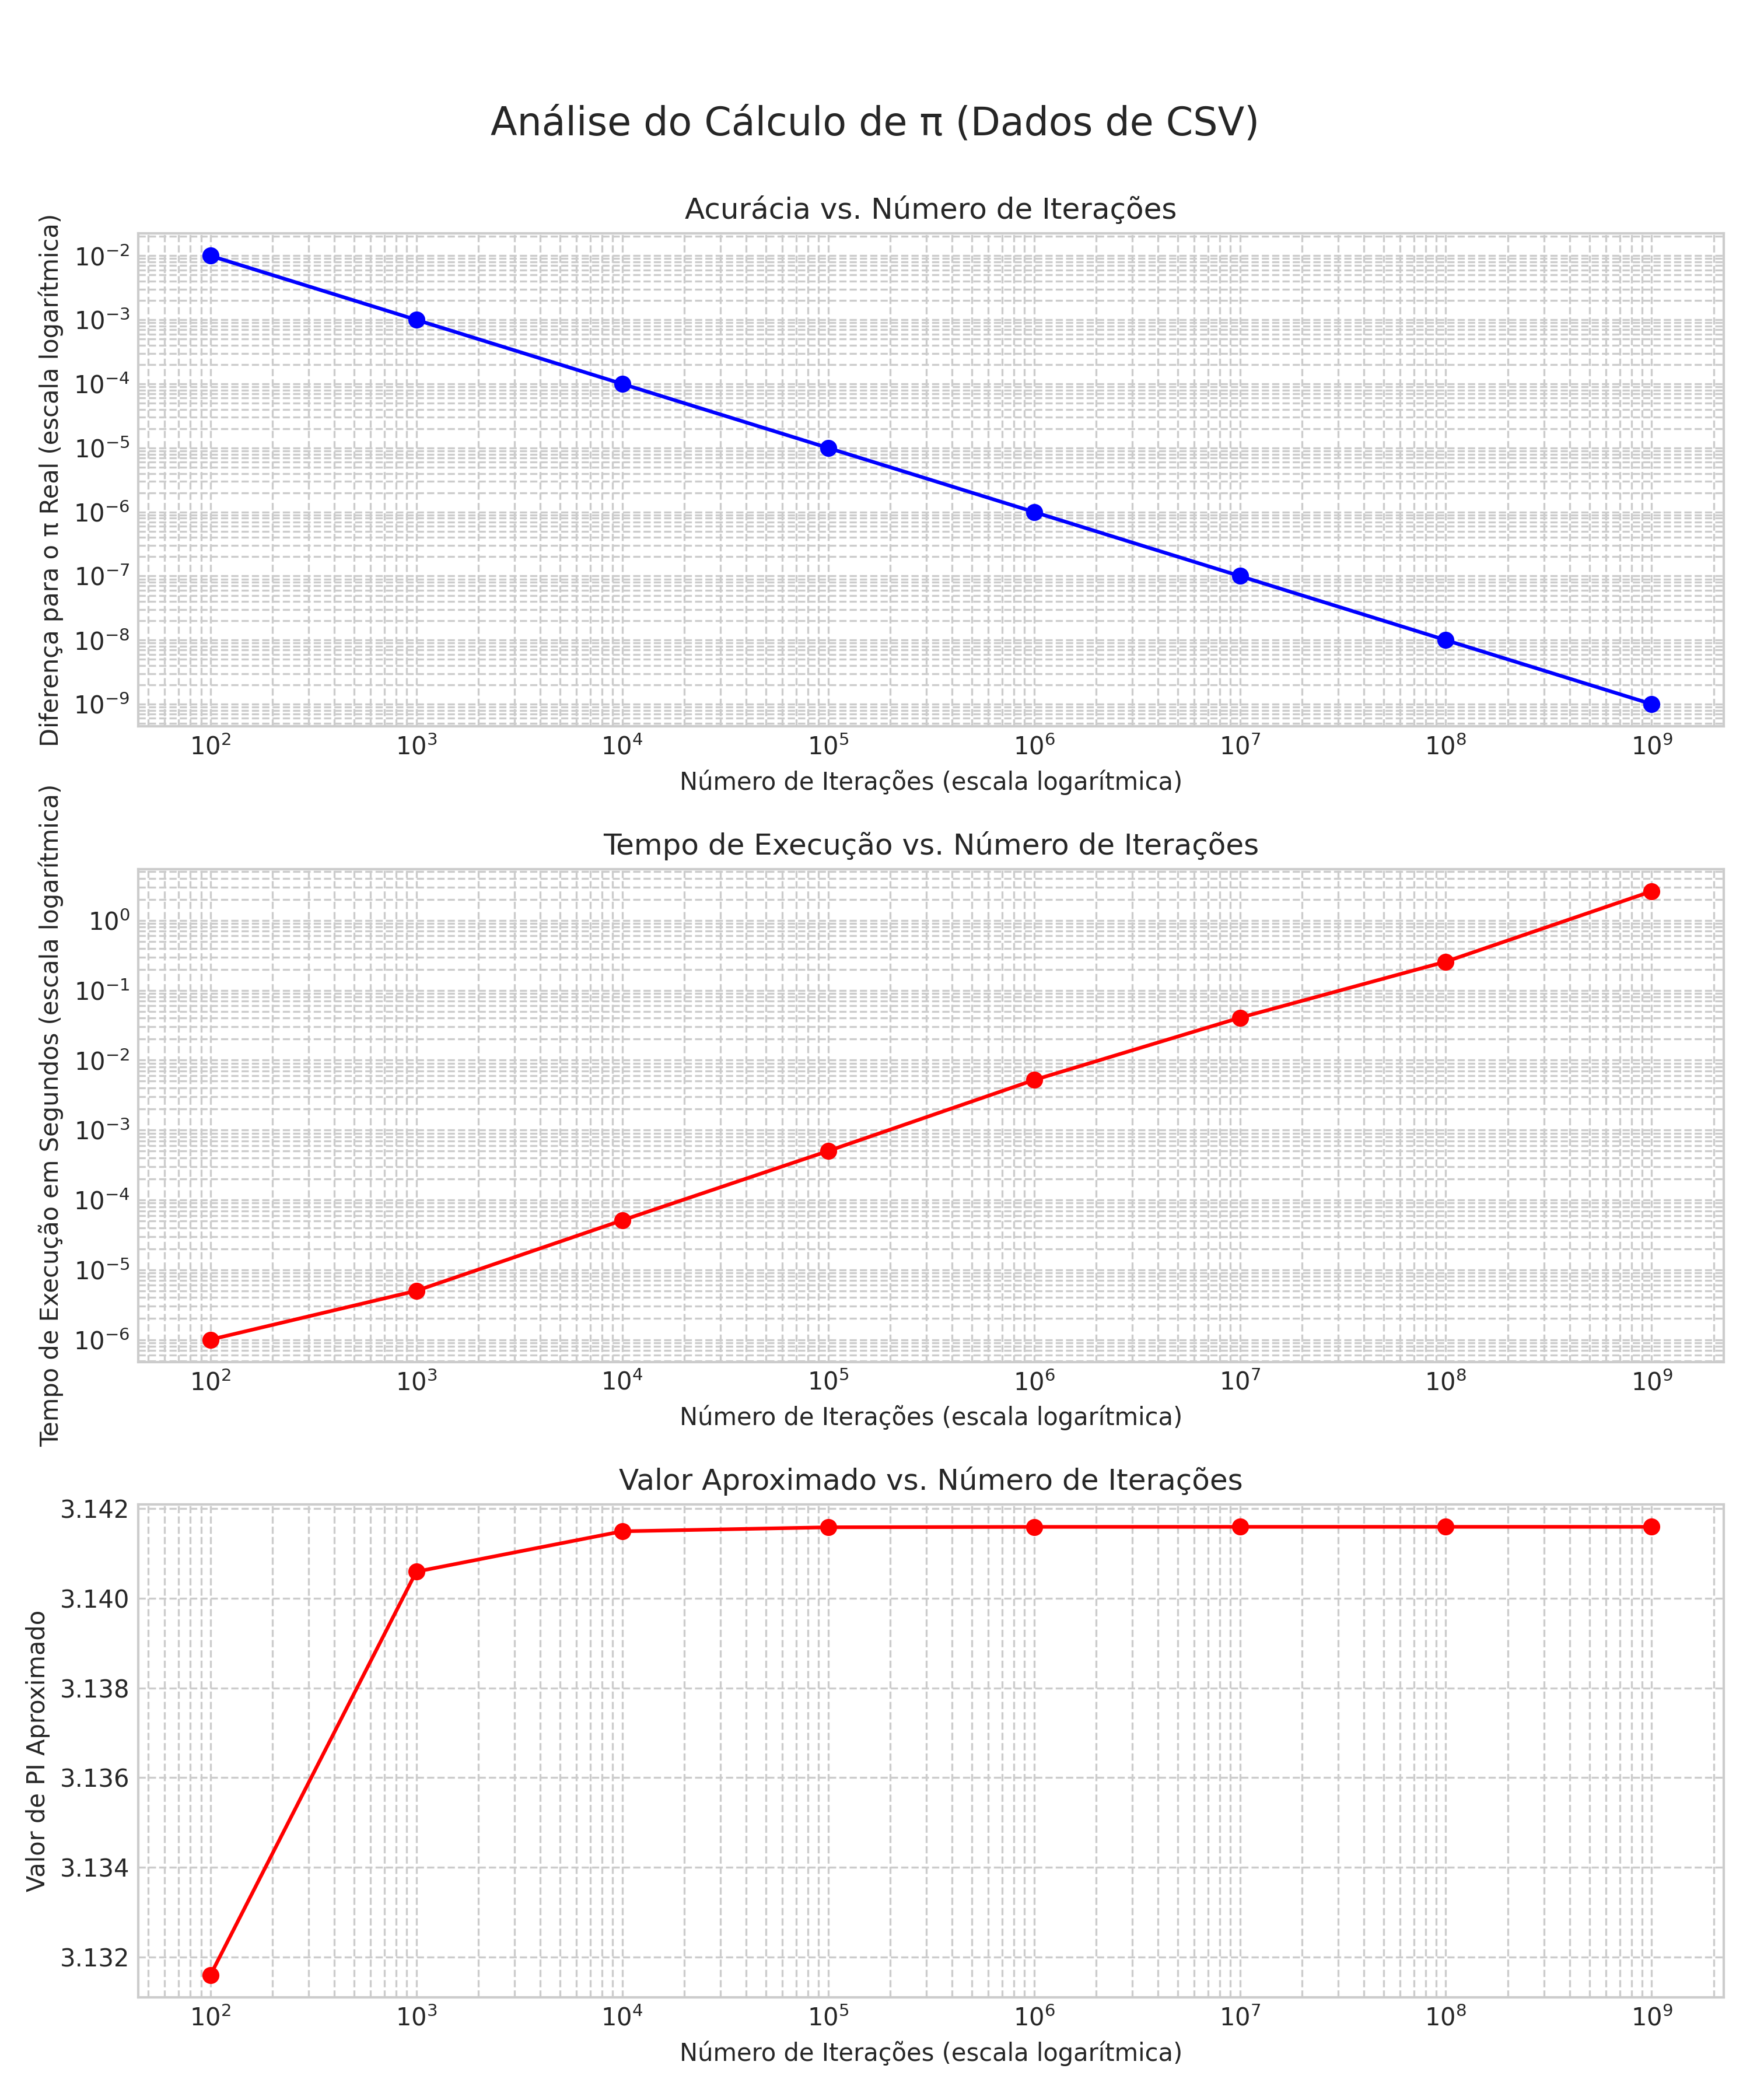 Análise do Cálculo de π (Dados de CSV)
Acurácia vs. Número de Iterações
Diferença para o π Real (escala logarítmica)
10⁻²
10⁻³
10⁻⁴
10⁻⁵
10⁻⁶
10⁻⁷
10⁻⁸
10⁻⁹
10² 10³ 10⁴ 10⁵ 10⁶ 10⁷ 10⁸ 10⁹
Número de Iterações (escala logarítmica)
Tempo de Execução vs. Número de Iterações
Tempo de Execução em Segundos (escala logarítmica)
10⁰
10⁻¹
10⁻²
10⁻³
10⁻⁴
10⁻⁵
10⁻⁶
10² 10³ 10⁴ 10⁵ 10⁶ 10⁷ 10⁸ 10⁹
Número de Iterações (escala logarítmica)
Valor Aproximado vs. Número de Iterações
Valor de PI Aproximado
3.142
3.140
3.138
3.136
3.134
3.132
10² 10³ 10⁴ 10⁵ 10⁶ 10⁷ 10⁸ 10⁹
Número de Iterações (escala logarítmica)